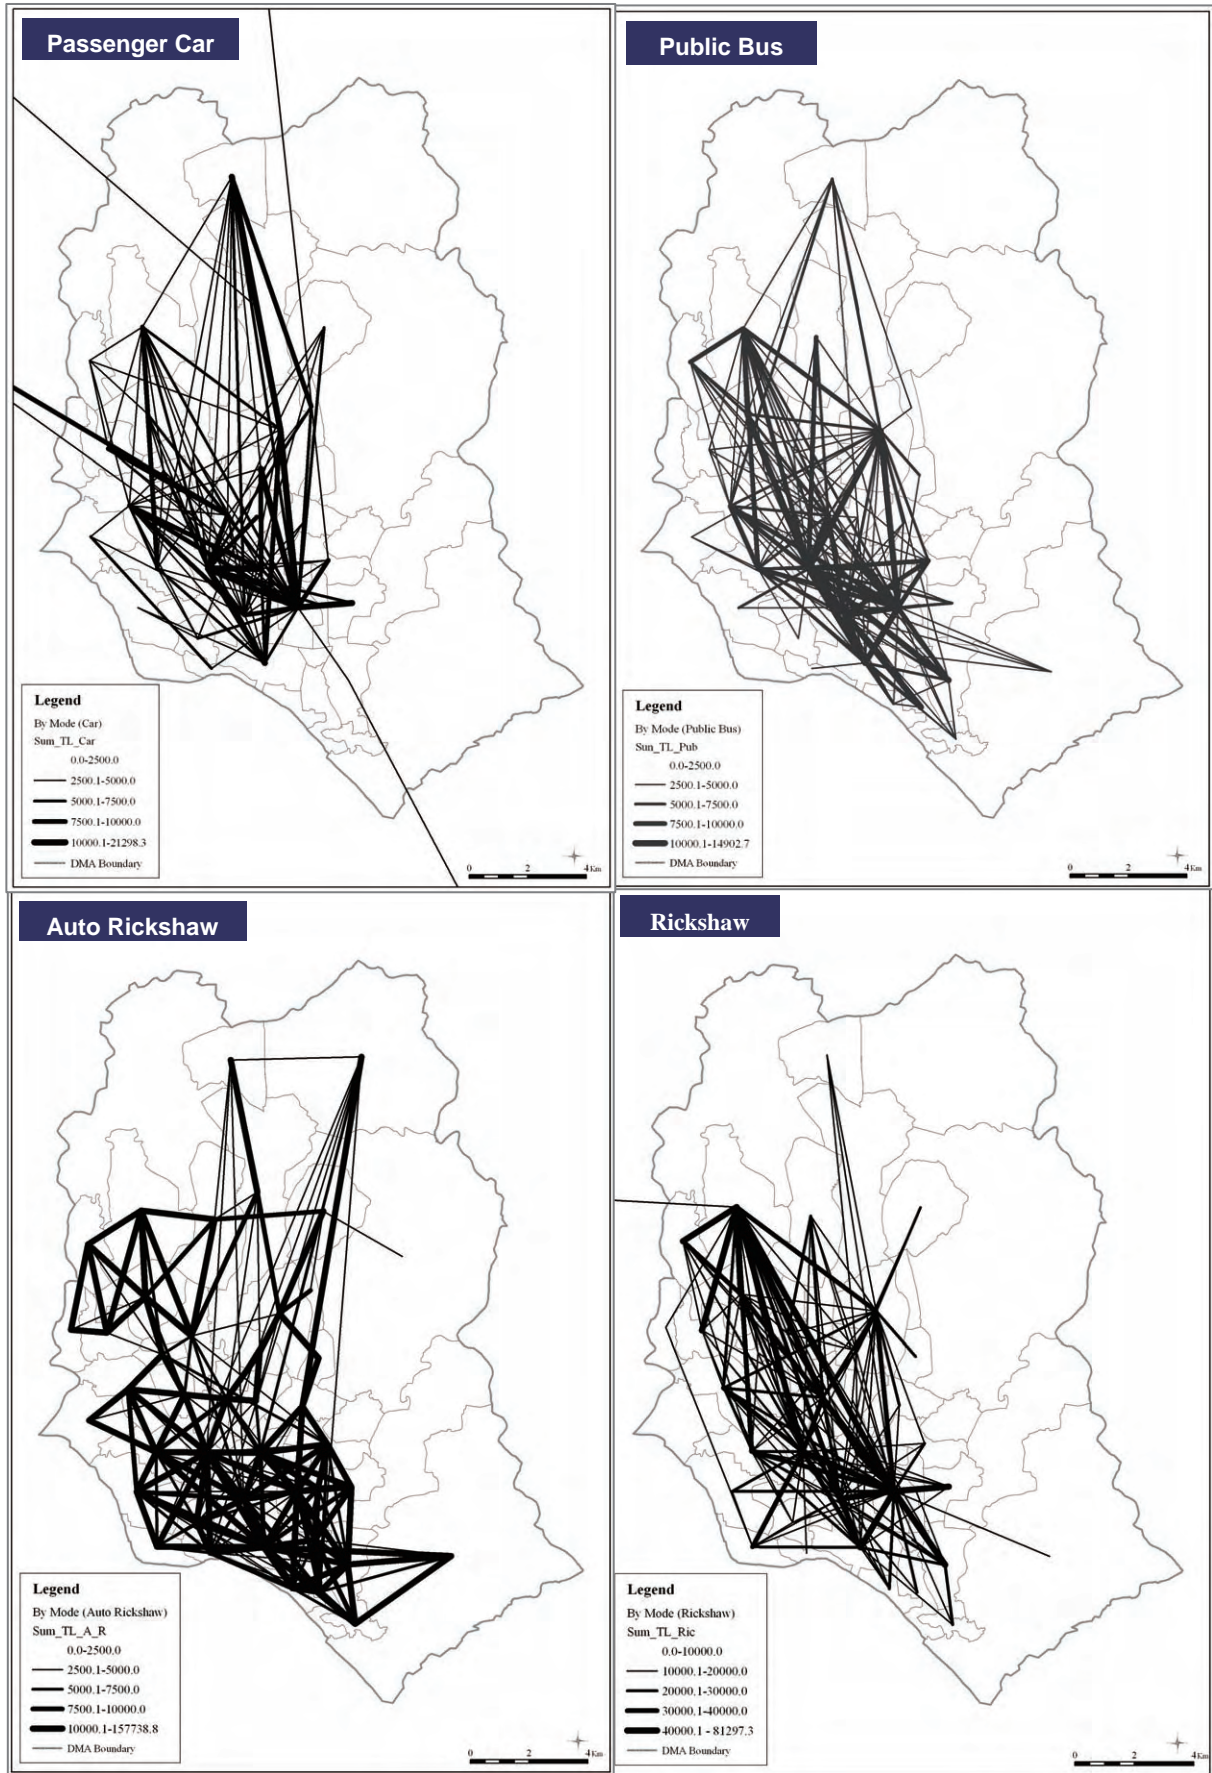 Passenger Car
Legend
By Mode (Car)
Sum_TL_Car
0.0-2500.0
2500.1-5000.0
5000.1-7500.0
7500.1-10000.0
10000.1-21298.3
DMA Boundary
0 2 4 Km
Public Bus
Legend
By Mode (Public Bus)
Sun_TL_Pub
0.0-2500.0
2500.1-5000.0
5000.1-7500.0
7500.1-10000.0
10000.1-14902.7
DMA Boundary
0 2 4 Km
Auto Rickshaw
Legend
By Mode (Auto Rickshaw)
Sum_TL_A_R
0.0-2500.0
2500.1-5000.0
5000.1-7500.0
7500.1-10000.0
10000.1-157738.8
DMA Boundary
0 2 4 Km
Rickshaw
Legend
By Mode (Rickshaw)
Sum_TL_Ric
0.0-10000.0
10000.1-20000.0
20000.1-30000.0
30000.1-40000.0
40000.1 - 81297.3
DMA Boundary
0 2 4 Km